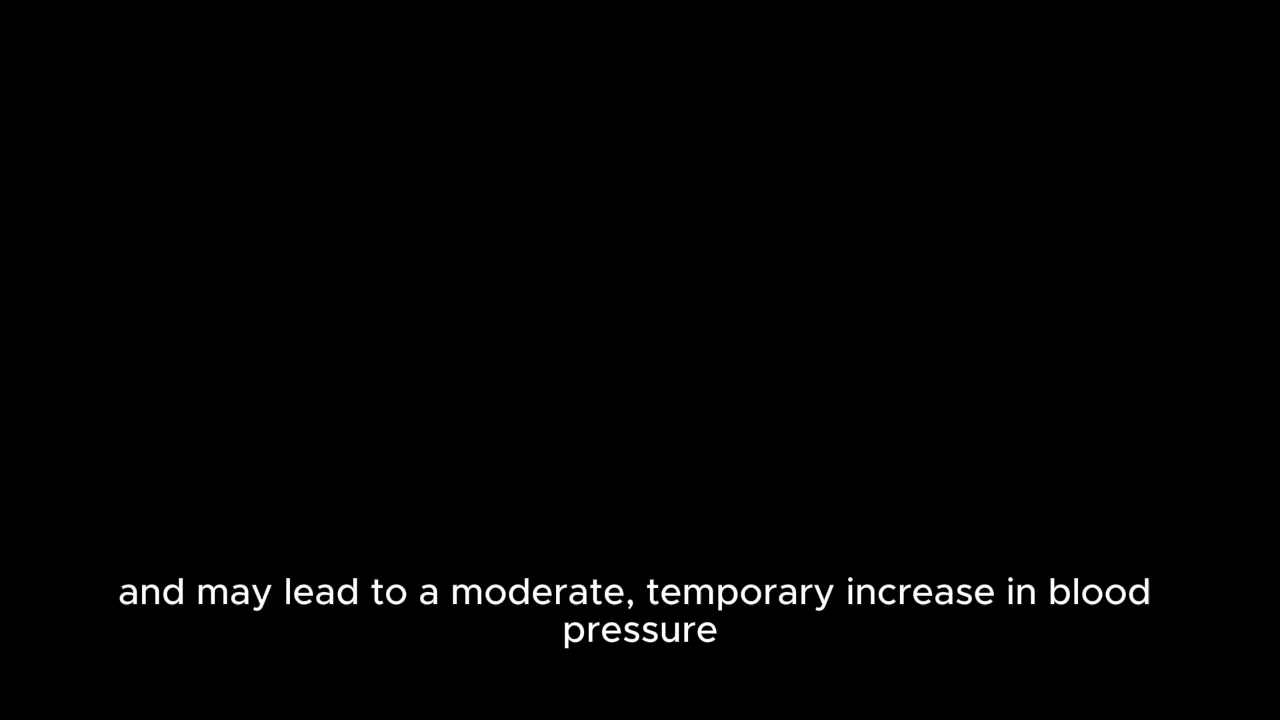 and may lead to a moderate, temporary increase in blood
pressure